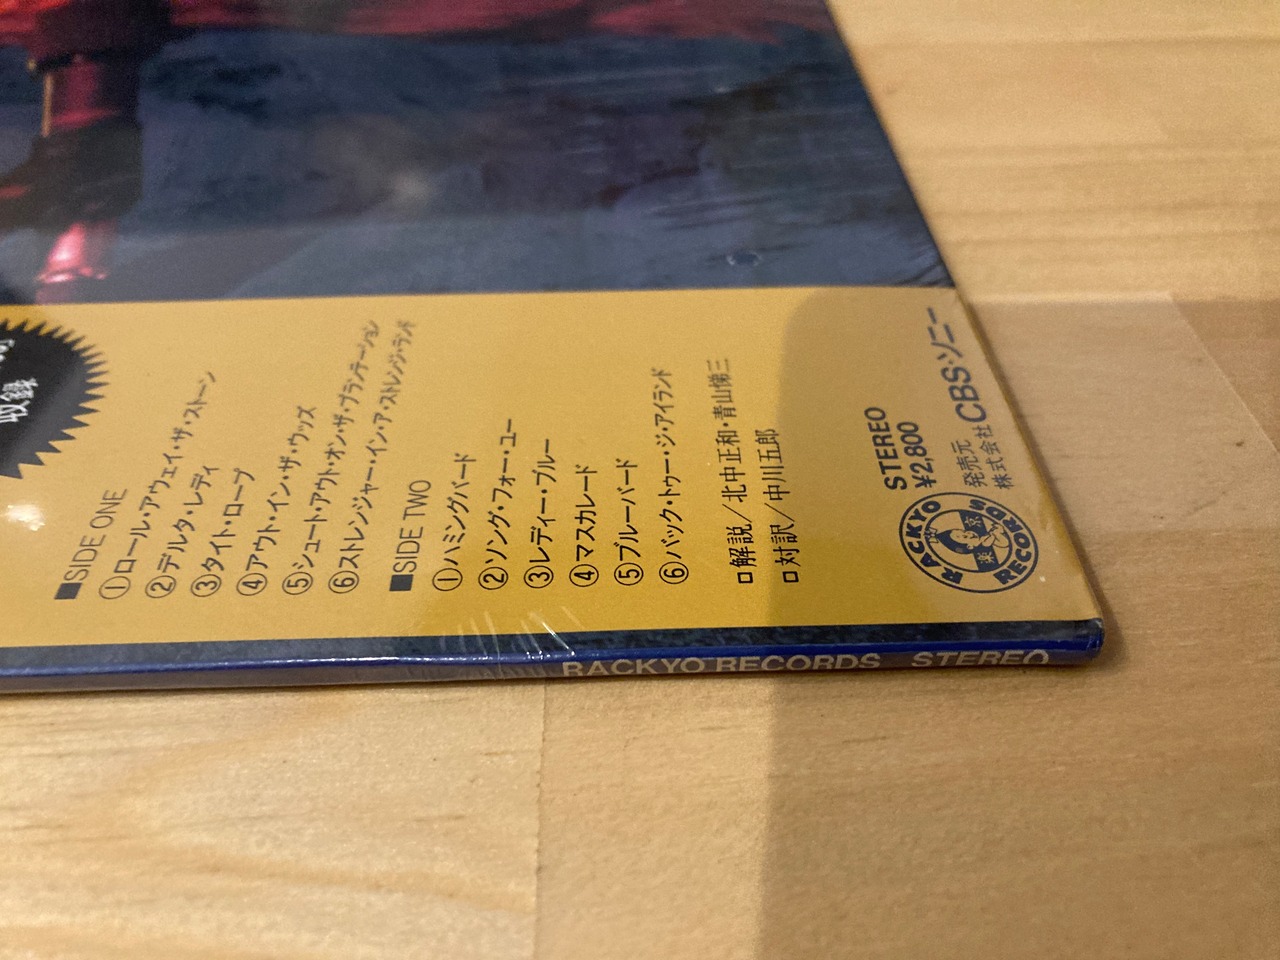 収録
■SIDE ONE
①ロール・アウェイ・ザ・ストーン
②デルタ・レディ
③タイト・ロープ
④アウト・イン・ザ・ウッズ
⑤シュート・アウト・オン・ザ・プランテーション
⑥ストレンジャー・イン・ア・ストレンジ・ランド
■SIDE TWO
①ハミングバード
②ソング・フォー・ユー
③レディー・ブルー
④マスカレード
⑤ブルーバード
⑥バック・トゥー・ジ・アイランド
□解説／北中正和・青山悌三
□対訳／中川五郎
STEREO
¥2,800
発売元
株式会社CBS・ソニー
RACKYO RECORDS
RACKYO RECORDS STEREO